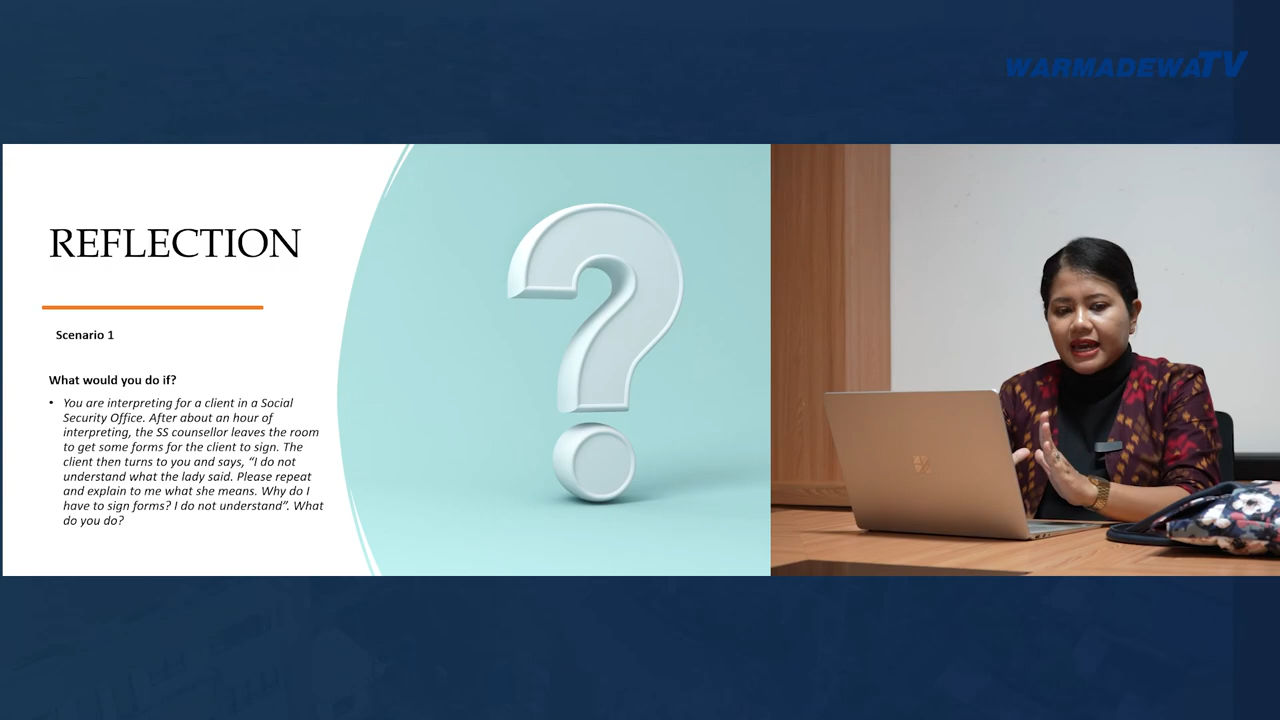 WARMADEWATV
REFLECTION
Scenario 1
What would you do if?
• You are interpreting for a client in a Social
Security Office. After about an hour of
interpreting, the SS counsellor leaves the room
to get some forms for the client to sign. The
client then turns to you and says, “I do not
understand what the lady said. Please repeat
and explain to me what she means. Why do I
have to sign forms? I do not understand”. What
do you do?